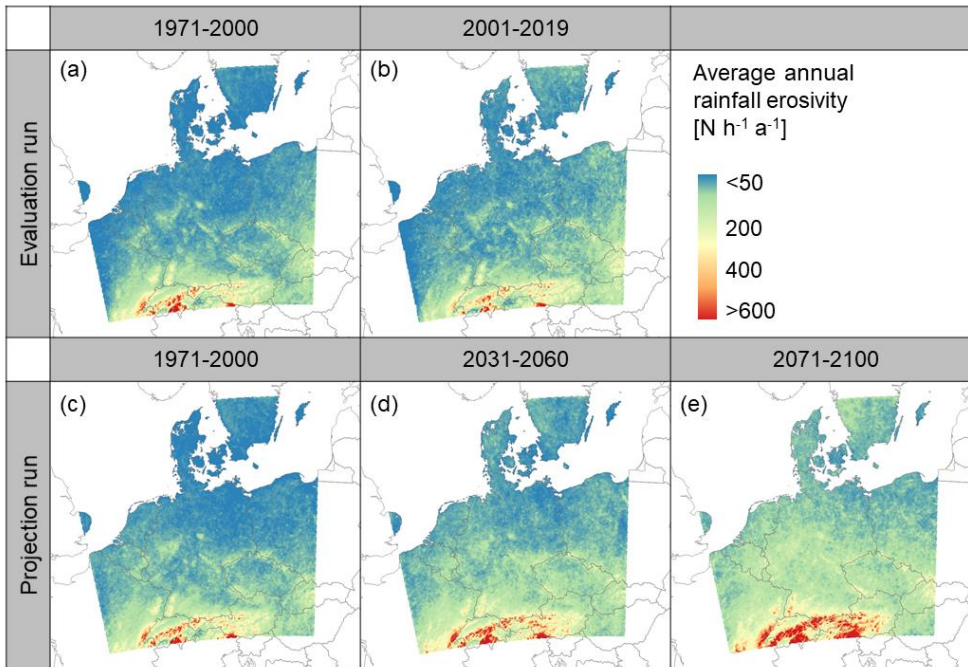 1971-2000
2001-2019
Evaluation run
(a)
(b)
Average annual
rainfall erosivity
[N h⁻¹ a⁻¹]
<50
200
400
>600
1971-2000
2031-2060
2071-2100
Projection run
(c)
(d)
(e)